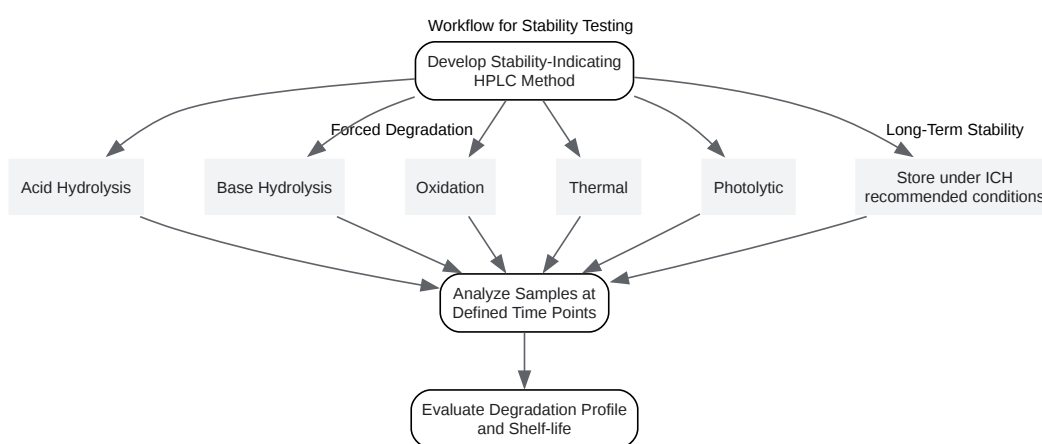 Workflow for Stability Testing
Develop Stability-Indicating
HPLC Method
Forced Degradation
Long-Term Stability
Acid Hydrolysis
Base Hydrolysis
Oxidation
Thermal
Photolytic
Store under ICH
recommended conditions
Analyze Samples at
Defined Time Points
Evaluate Degradation Profile
and Shelf-life